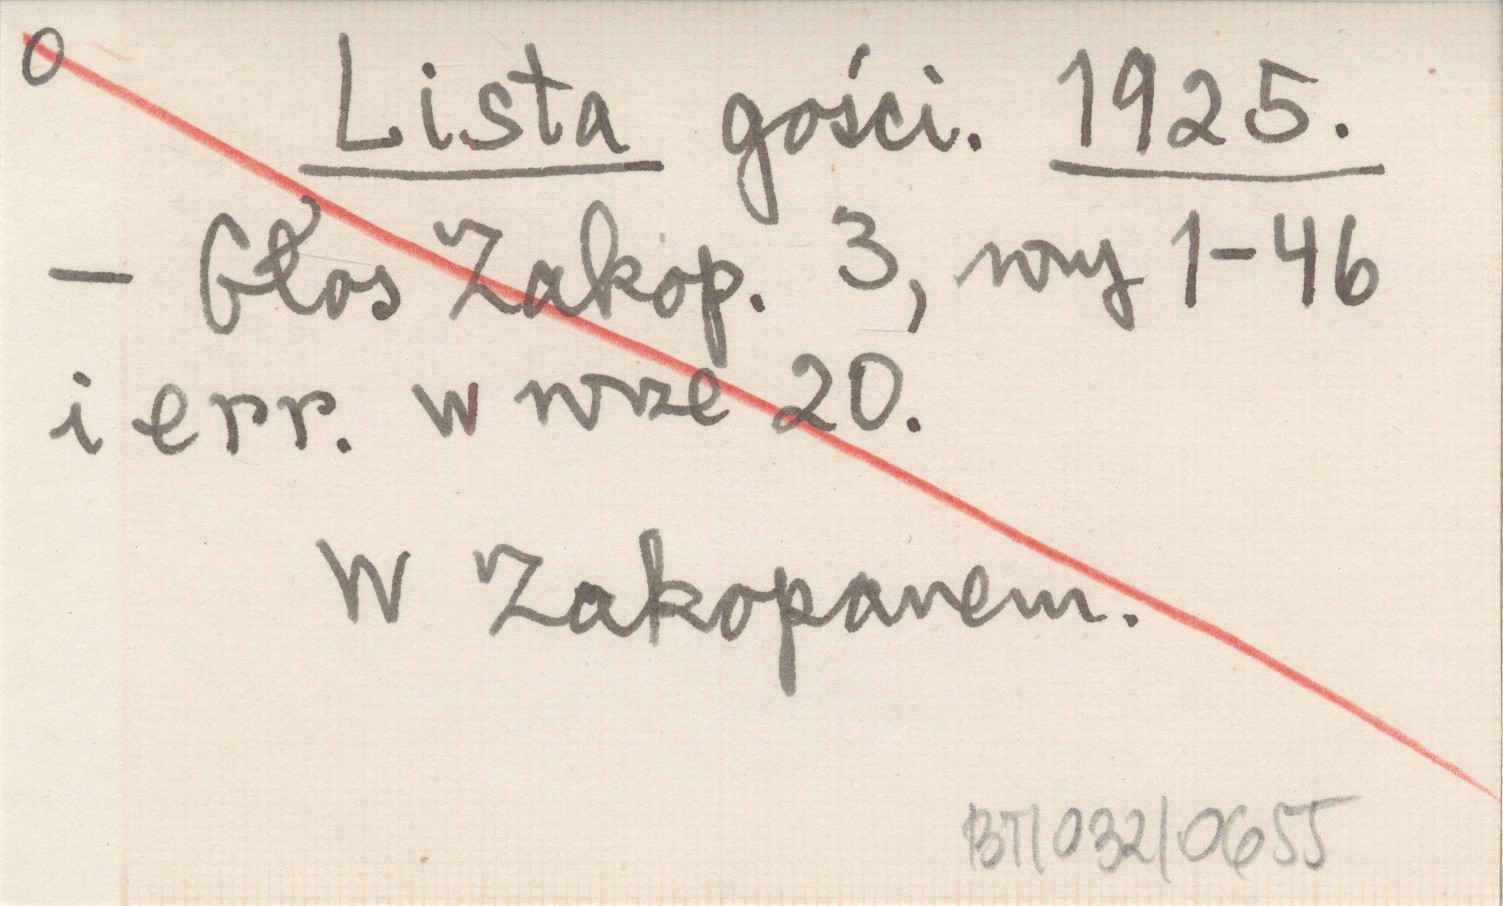 O
Lista gości. 1925.
— Głos Zakop. 3, nry 1-46
i err. w nrze 20.
W Zakopanem.
BT/032/0655